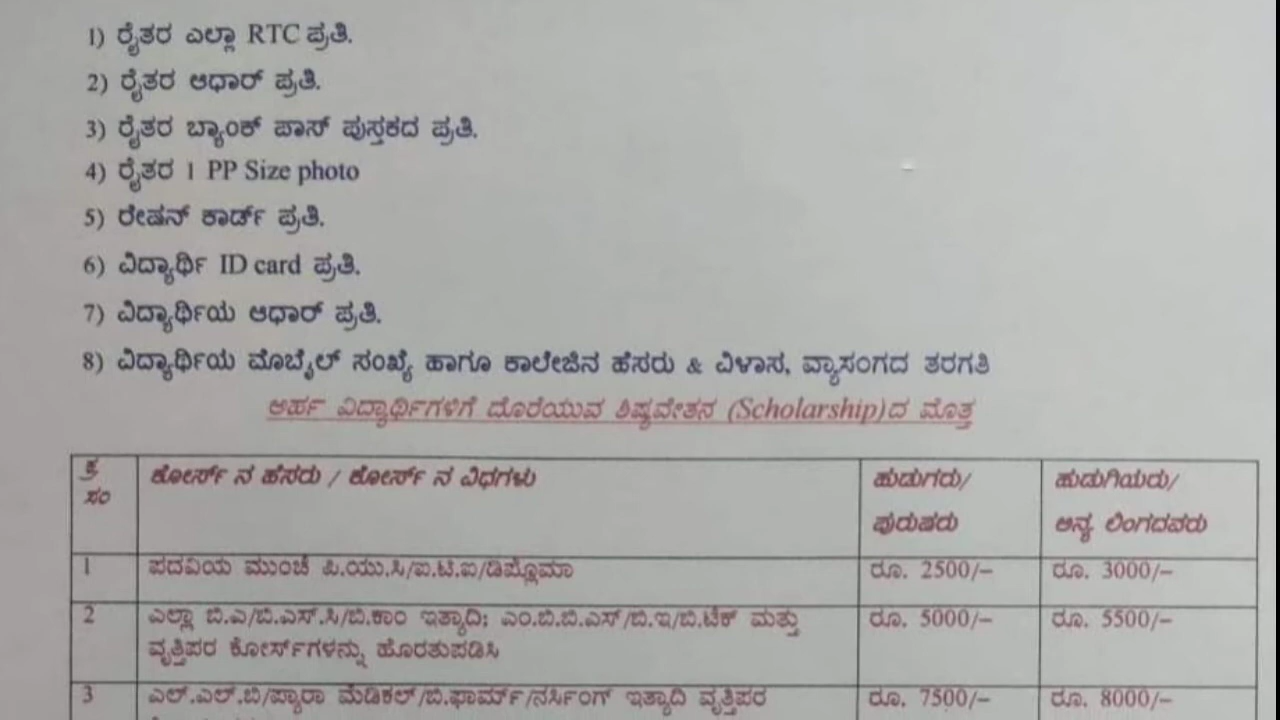 1) ರೈತರ ಎಲ್ಲಾ RTC ಪ್ರತಿ.
2) ರೈತರ ಆಧಾರ್ ಪ್ರತಿ.
3) ರೈತರ ಬ್ಯಾಂಕ್ ಪಾಸ್ ಪುಸ್ತಕದ ಪ್ರತಿ.
4) ರೈತರ 1 PP Size photo
5) ರೇಷನ್ ಕಾರ್ಡ್ ಪ್ರತಿ.
6) ವಿದ್ಯಾರ್ಥಿ ID card ಪ್ರತಿ.
7) ವಿದ್ಯಾರ್ಥಿಯ ಆಧಾರ್ ಪ್ರತಿ.
8) ವಿದ್ಯಾರ್ಥಿಯ ಮೊಬೈಲ್ ಸಂಖ್ಯೆ ಹಾಗೂ ಕಾಲೇಜಿನ ಹೆಸರು & ವಿಳಾಸ, ವ್ಯಾಸಂಗದ ತರಗತಿ
ಅರ್ಹ ವಿದ್ಯಾರ್ಥಿಗಳಿಗೆ ದೊರೆಯುವ ಶಿಷ್ಯವೇತನ (Scholarship)ದ ಮೊತ್ತ
ಕ್ರ ಕೋರ್ಸ್ ನ ಹೆಸರು / ಕೋರ್ಸ್ ನ ವಿಧಗಳು ಹುಡುಗರು/ ಹುಡುಗಿಯರು/
ಸಂ ಪುರುಷರು ಅನ್ಯ ಲಿಂಗದವರು
1 ಪದವಿಯ ಮುಂಚೆ ಪಿ.ಯು.ಸಿ/ಐ.ಟಿ.ಐ/ಡಿಪ್ಲೊಮಾ ರೂ. 2500/– ರೂ. 3000/–
2 ಎಲ್ಲಾ ಬಿ.ಎ/ಬಿ.ಎಸ್.ಸಿ/ಬಿ.ಕಾಂ ಇತ್ಯಾದಿ; ಎಂ.ಬಿ.ಬಿ.ಎಸ್/ಬಿ.ಇ/ಬಿ.ಟೆಕ್ ಮತ್ತು ರೂ. 5000/– ರೂ. 5500/–
ವೃತ್ತಿಪರ ಕೋರ್ಸ್‌ಗಳನ್ನು ಹೊರತುಪಡಿಸಿ
3 ಎಲ್.ಎಲ್.ಬಿ/ಪ್ಯಾರಾ ಮೆಡಿಕಲ್/ಬಿ.ಫಾರ್ಮ್/ನರ್ಸಿಂಗ್ ಇತ್ಯಾದಿ ವೃತ್ತಿಪರ ರೂ. 7500/– ರೂ. 8000/–